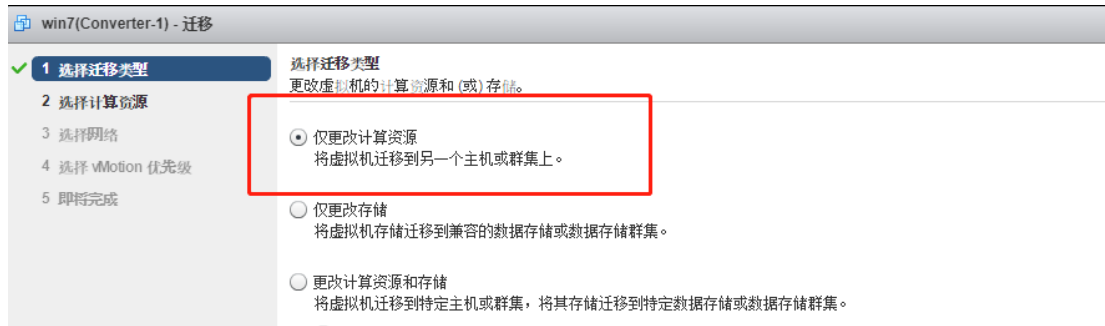 win7(Converter-1) - 迁移
1 选择迁移类型
2 选择计算资源
3 选择网络
4 选择 vMotion 优先级
5 即将完成
选择迁移类型
更改虚拟机的计算资源和 (或) 存储。
仅更改计算资源
将虚拟机迁移到另一个主机或群集上。
仅更改存储
将虚拟机存储迁移到兼容的数据存储或数据存储群集。
更改计算资源和存储
将虚拟机迁移到特定主机或群集，将其存储迁移到特定数据存储或数据存储群集。